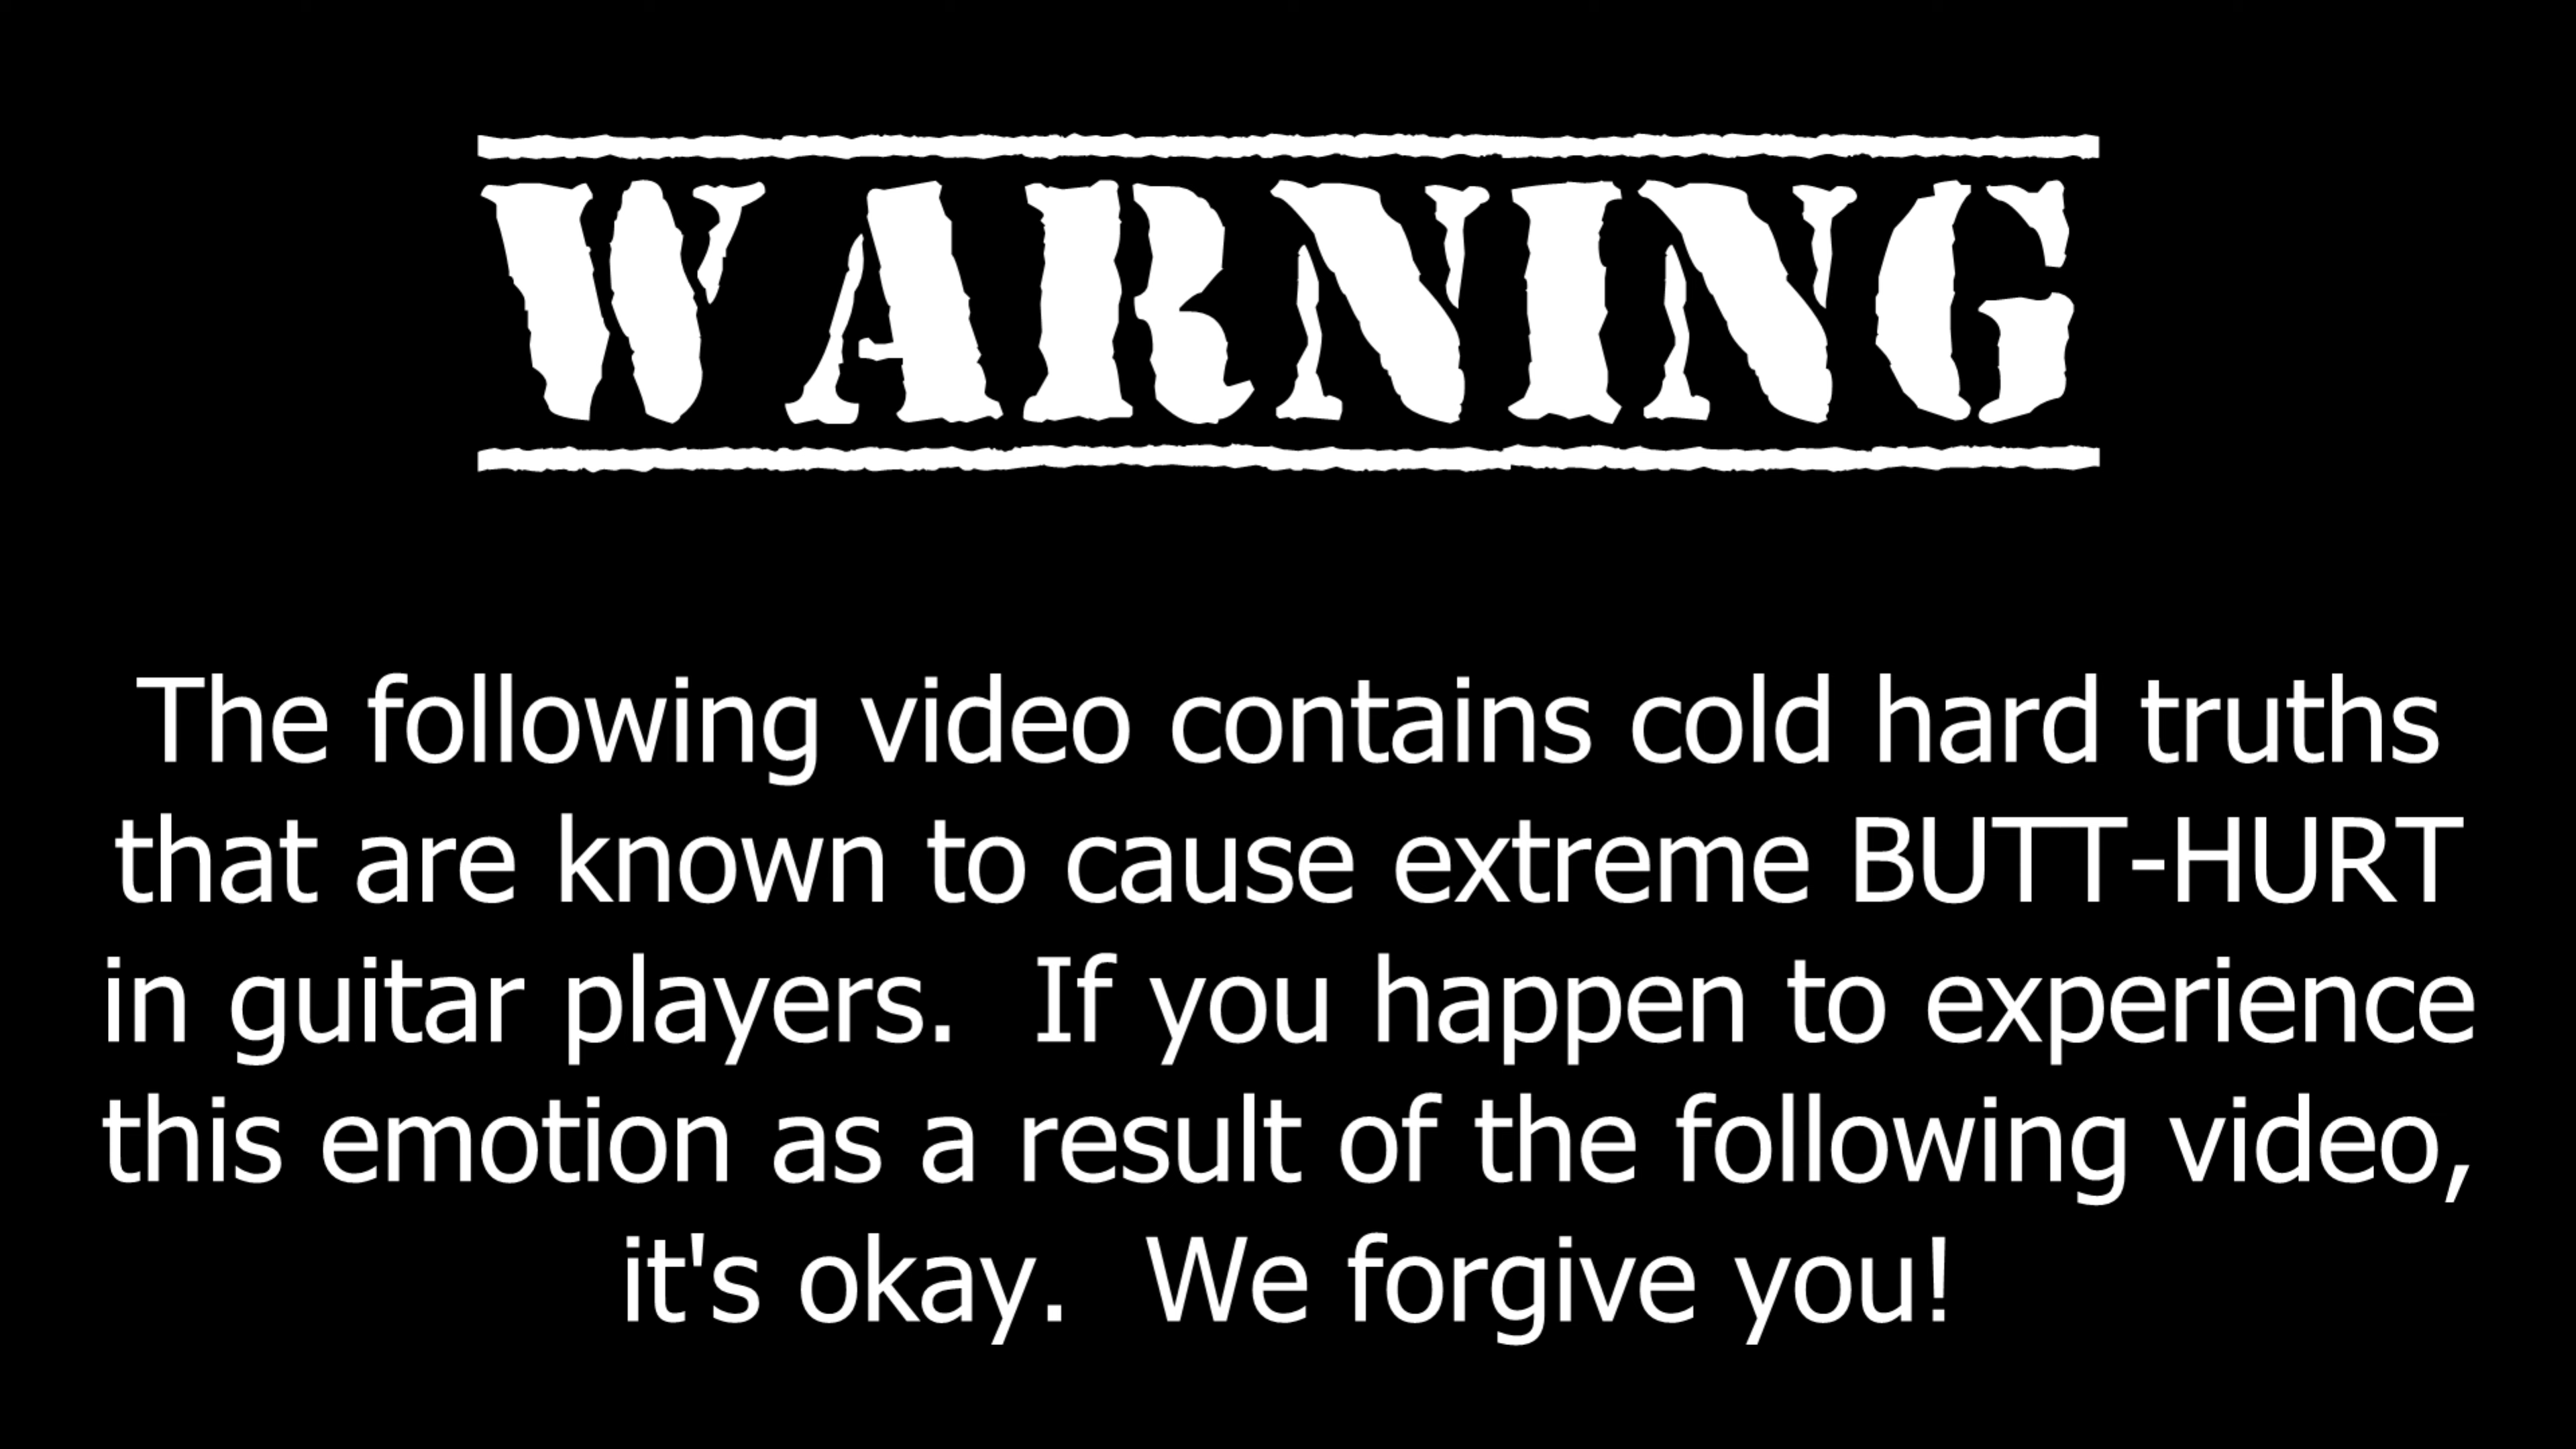 WARNING
The following video contains cold hard truths
that are known to cause extreme BUTT-HURT
in guitar players.  If you happen to experience
this emotion as a result of the following video,
it's okay.  We forgive you!